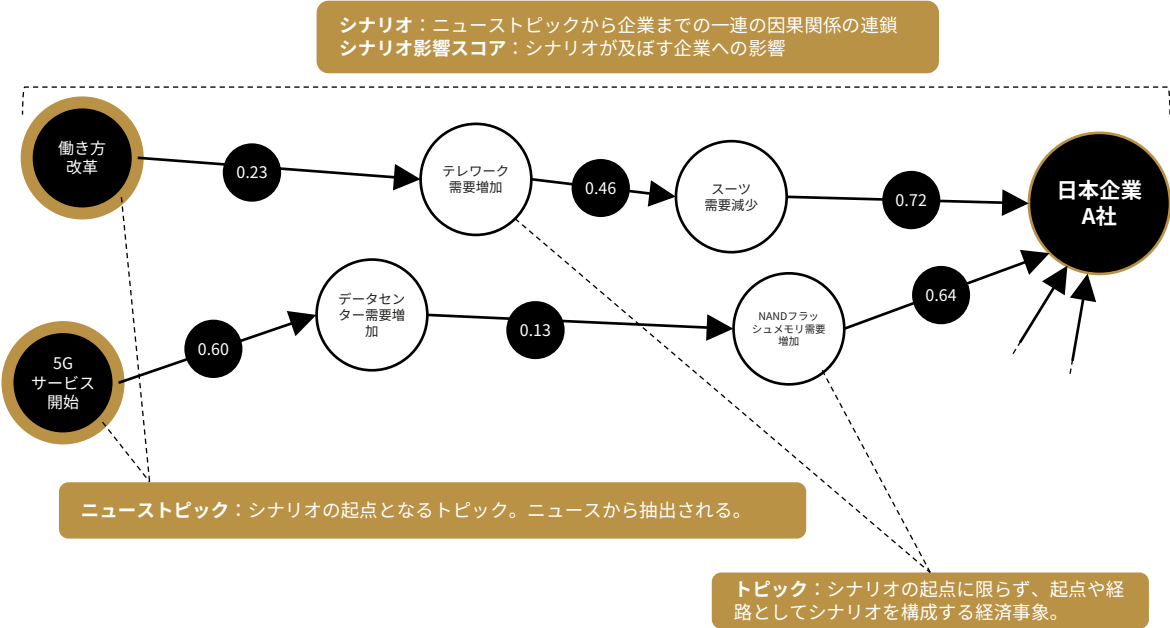 シナリオ：ニューストピックから企業までの一連の因果関係の連鎖
シナリオ影響スコア：シナリオが及ぼす企業への影響
働き方
改革
0.23
テレワーク
需要増加
0.46
スーツ
需要減少
0.72
日本企業
A社
5G
サービス
開始
0.60
データセン
ター需要増
加
0.13
NANDフラッ
シュメモリ需要
増加
0.64
ニューストピック：シナリオの起点となるトピック。ニュースから抽出される。
トピック：シナリオの起点に限らず、起点や経
路としてシナリオを構成する経済事象。